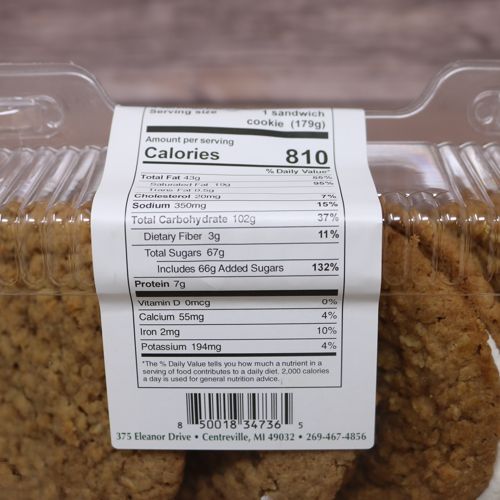 Serving size 1 sandwich
cookie (179g)
Amount per serving
Calories 810
% Daily Value*
Total Fat 43g 55%
Saturated Fat 19g 95%
Trans Fat 0.5g
Cholesterol 20mg 7%
Sodium 350mg 15%
Total Carbohydrate 102g 37%
Dietary Fiber 3g 11%
Total Sugars 67g
Includes 66g Added Sugars 132%
Protein 7g
Vitamin D 0mcg 0%
Calcium 55mg 4%
Iron 2mg 10%
Potassium 194mg 4%
*The % Daily Value tells you how much a nutrient in a
serving of food contributes to a daily diet. 2,000 calories
a day is used for general nutrition advice.
8 50018 34736 5
375 Eleanor Drive • Centreville, MI 49032 • 269-467-4856